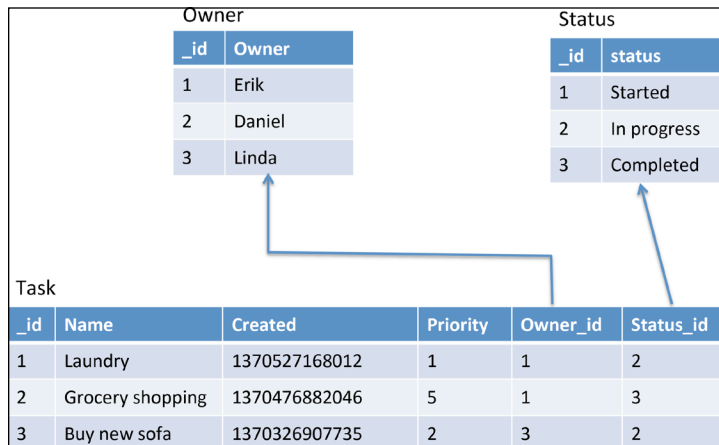 Owner
_id Owner
1 Erik
2 Daniel
3 Linda
Status
_id status
1 Started
2 In progress
3 Completed
Task
_id Name Created Priority Owner_id Status_id
1 Laundry 1370527168012 1 1 2
2 Grocery shopping 1370476882046 5 1 3
3 Buy new sofa 1370326907735 2 3 2